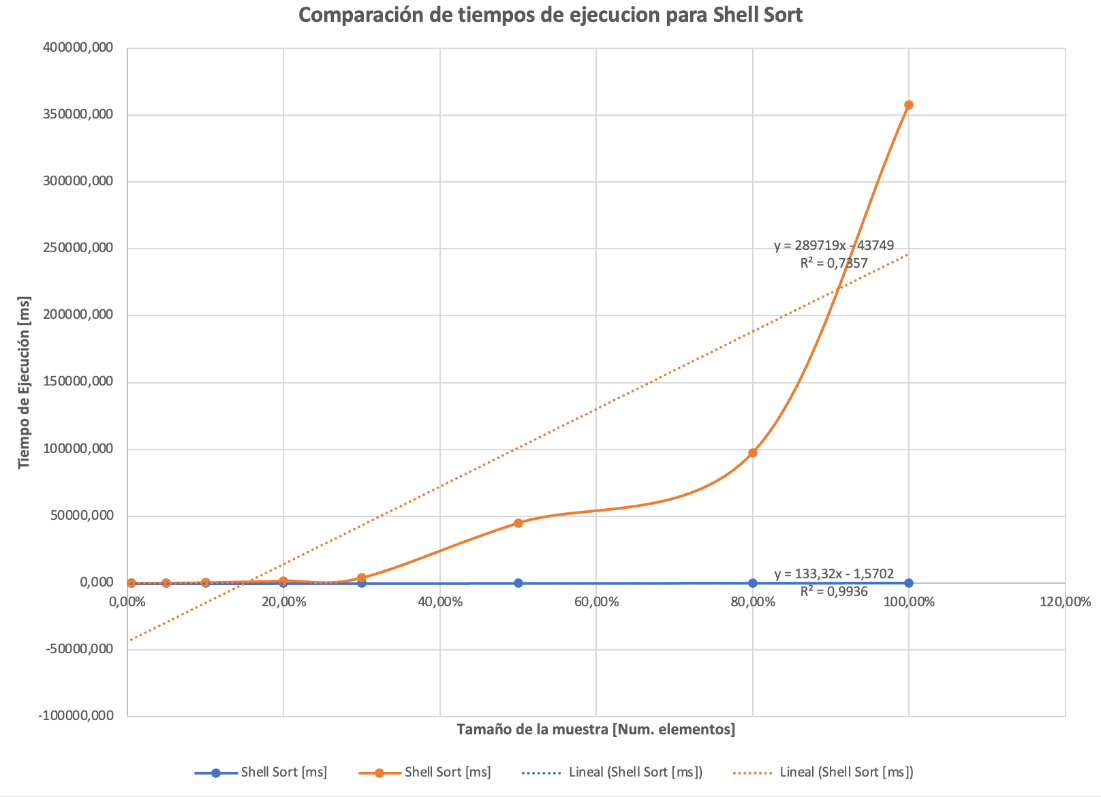 Comparación de tiempos de ejecucion para Shell Sort
400000,000
350000,000
300000,000
250000,000
200000,000
150000,000
100000,000
50000,000
0,000
-50000,000
-100000,000
Tiempo de Ejecución [ms]
y = 289719x - 43749
R² = 0,7357
y = 133,32x - 1,5702
R² = 0,9936
0,00% 20,00% 40,00% 60,00% 80,00% 100,00% 120,00%
Tamaño de la muestra [Num. elementos]
Shell Sort [ms] Shell Sort [ms] Lineal (Shell Sort [ms]) Lineal (Shell Sort [ms])